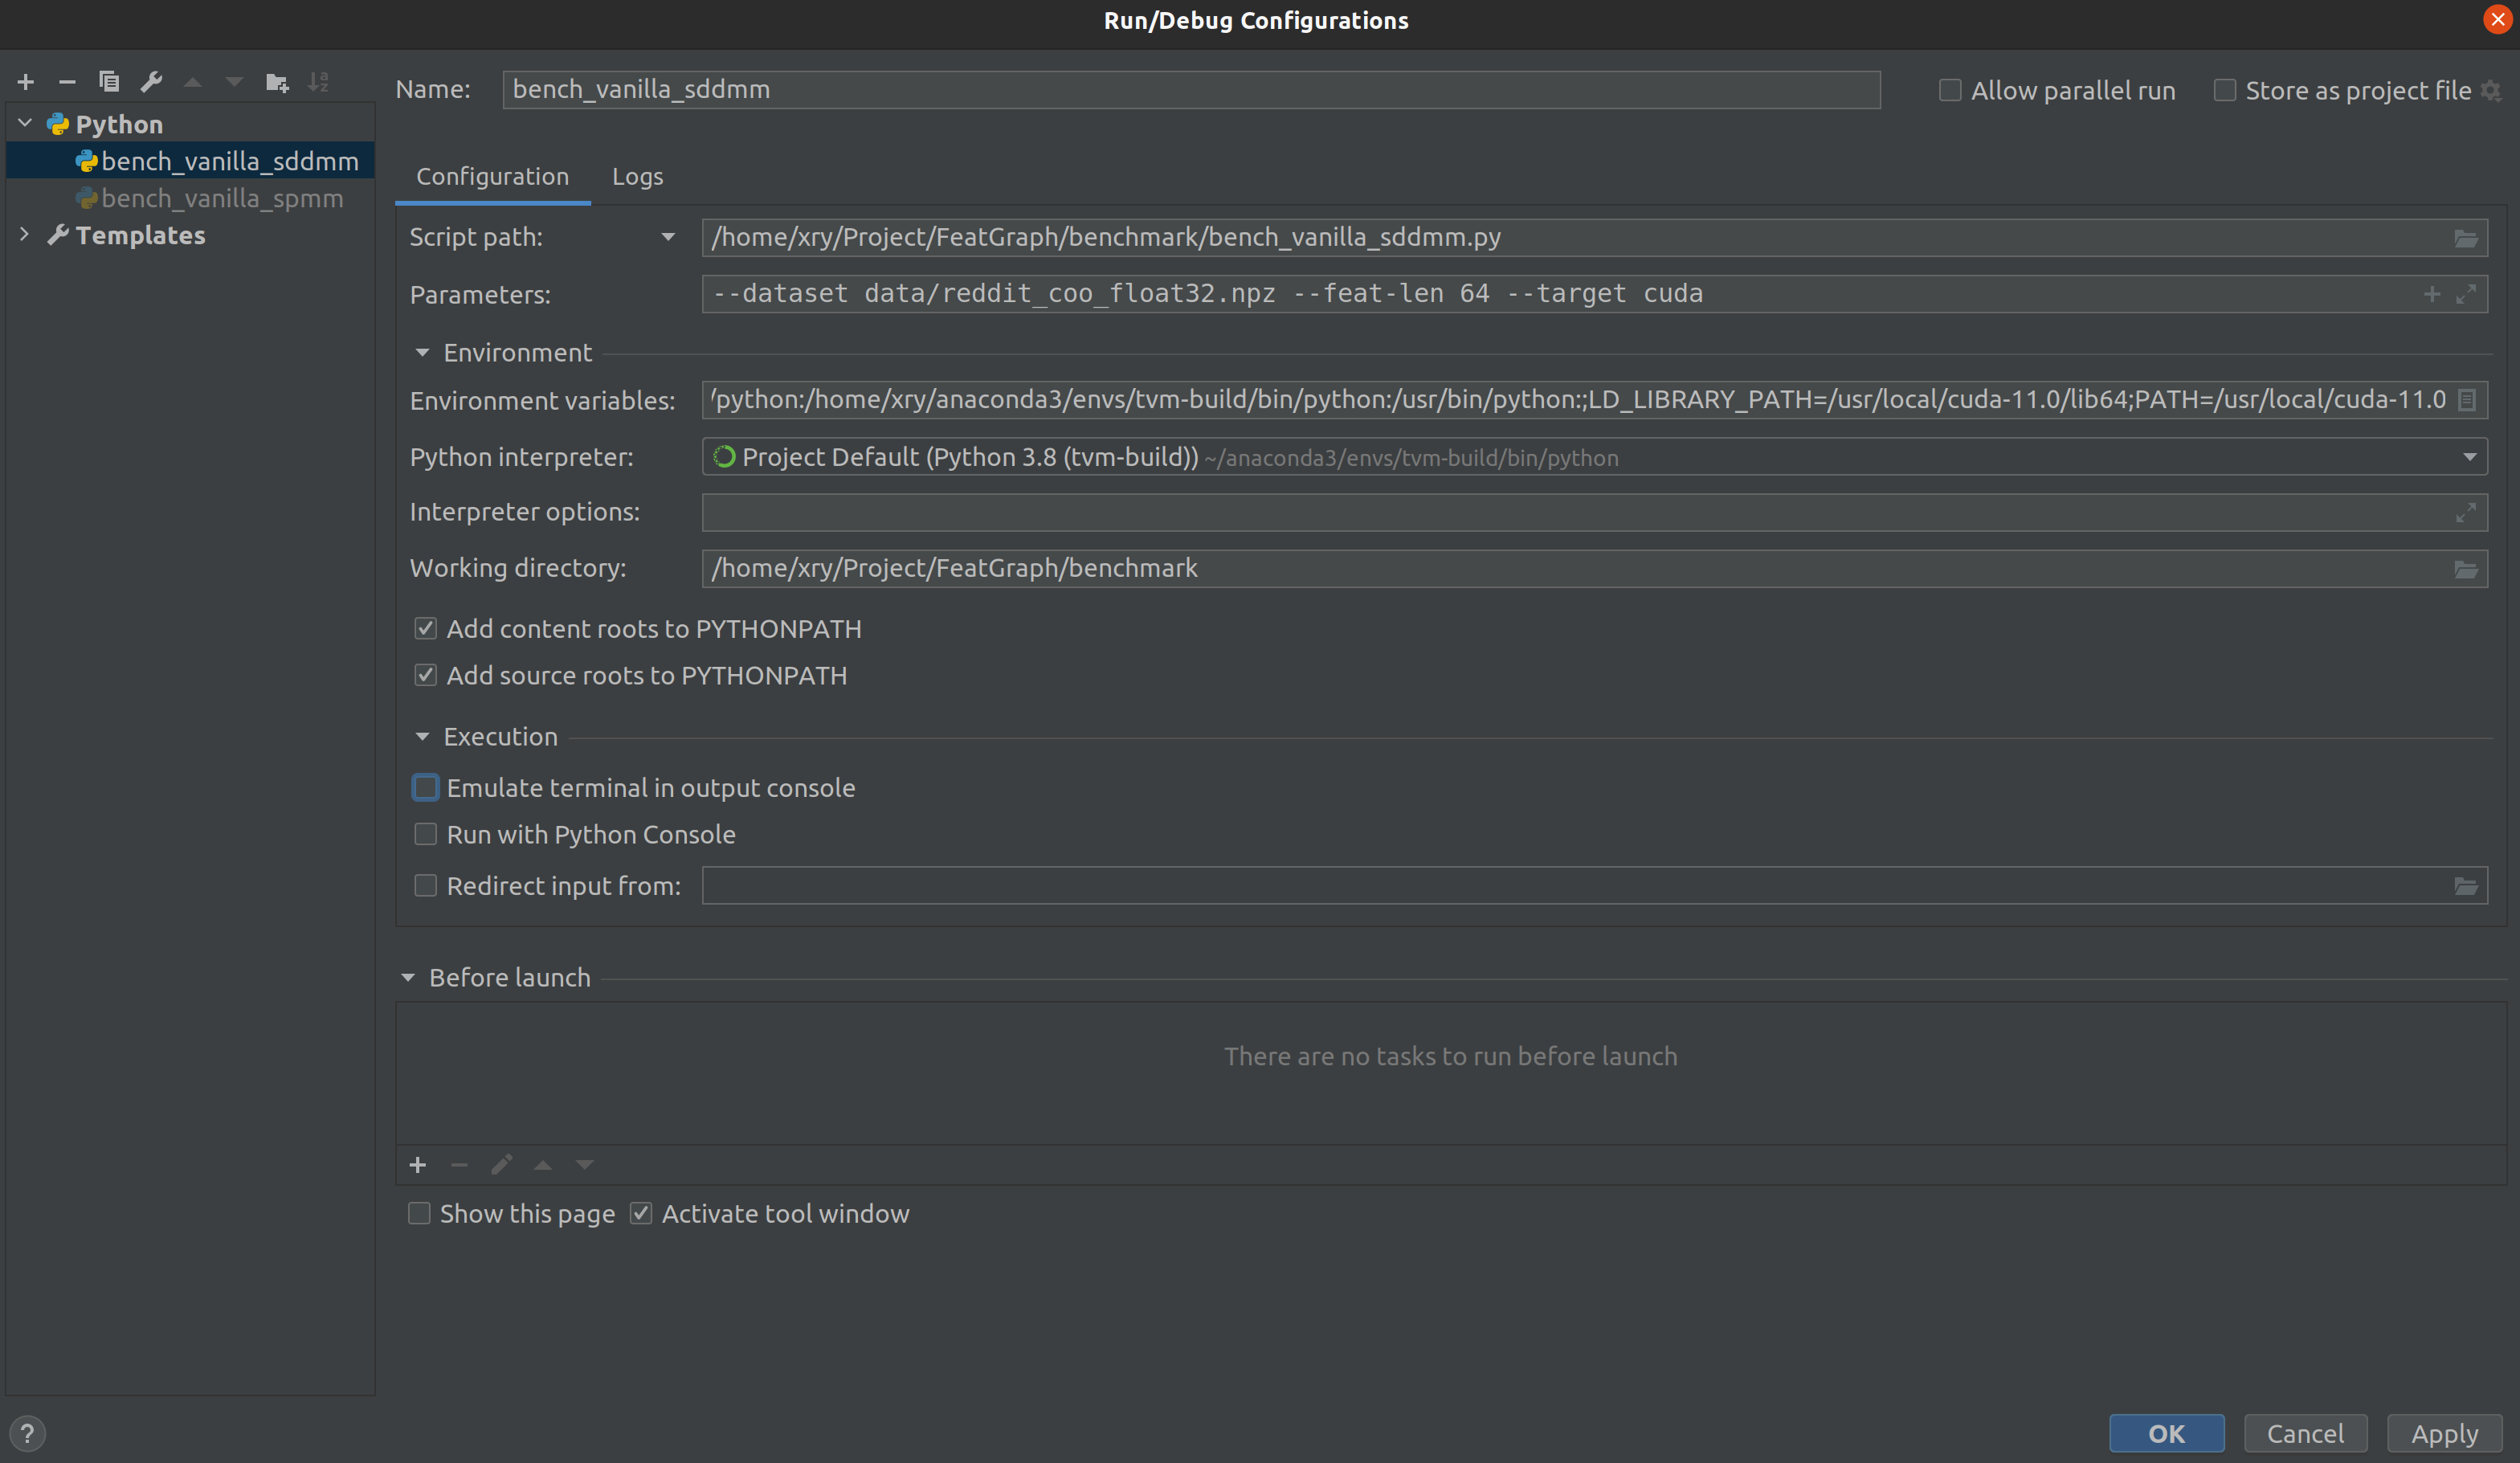 Run/Debug Configurations
Name: bench_vanilla_sddmm
Allow parallel run
Store as project file
Python
bench_vanilla_sddmm
bench_vanilla_spmm
Templates
Configuration Logs
Script path: /home/xry/Project/FeatGraph/benchmark/bench_vanilla_sddmm.py
Parameters: --dataset data/reddit_coo_float32.npz --feat-len 64 --target cuda
Environment
Environment variables: /python:/home/xry/anaconda3/envs/tvm-build/bin/python:/usr/bin/python:;LD_LIBRARY_PATH=/usr/local/cuda-11.0/lib64;PATH=/usr/local/cuda-11.0
Python interpreter: Project Default (Python 3.8 (tvm-build)) ~/anaconda3/envs/tvm-build/bin/python
Interpreter options:
Working directory: /home/xry/Project/FeatGraph/benchmark
Add content roots to PYTHONPATH
Add source roots to PYTHONPATH
Execution
Emulate terminal in output console
Run with Python Console
Redirect input from:
Before launch
There are no tasks to run before launch
Show this page Activate tool window
? OK Cancel Apply